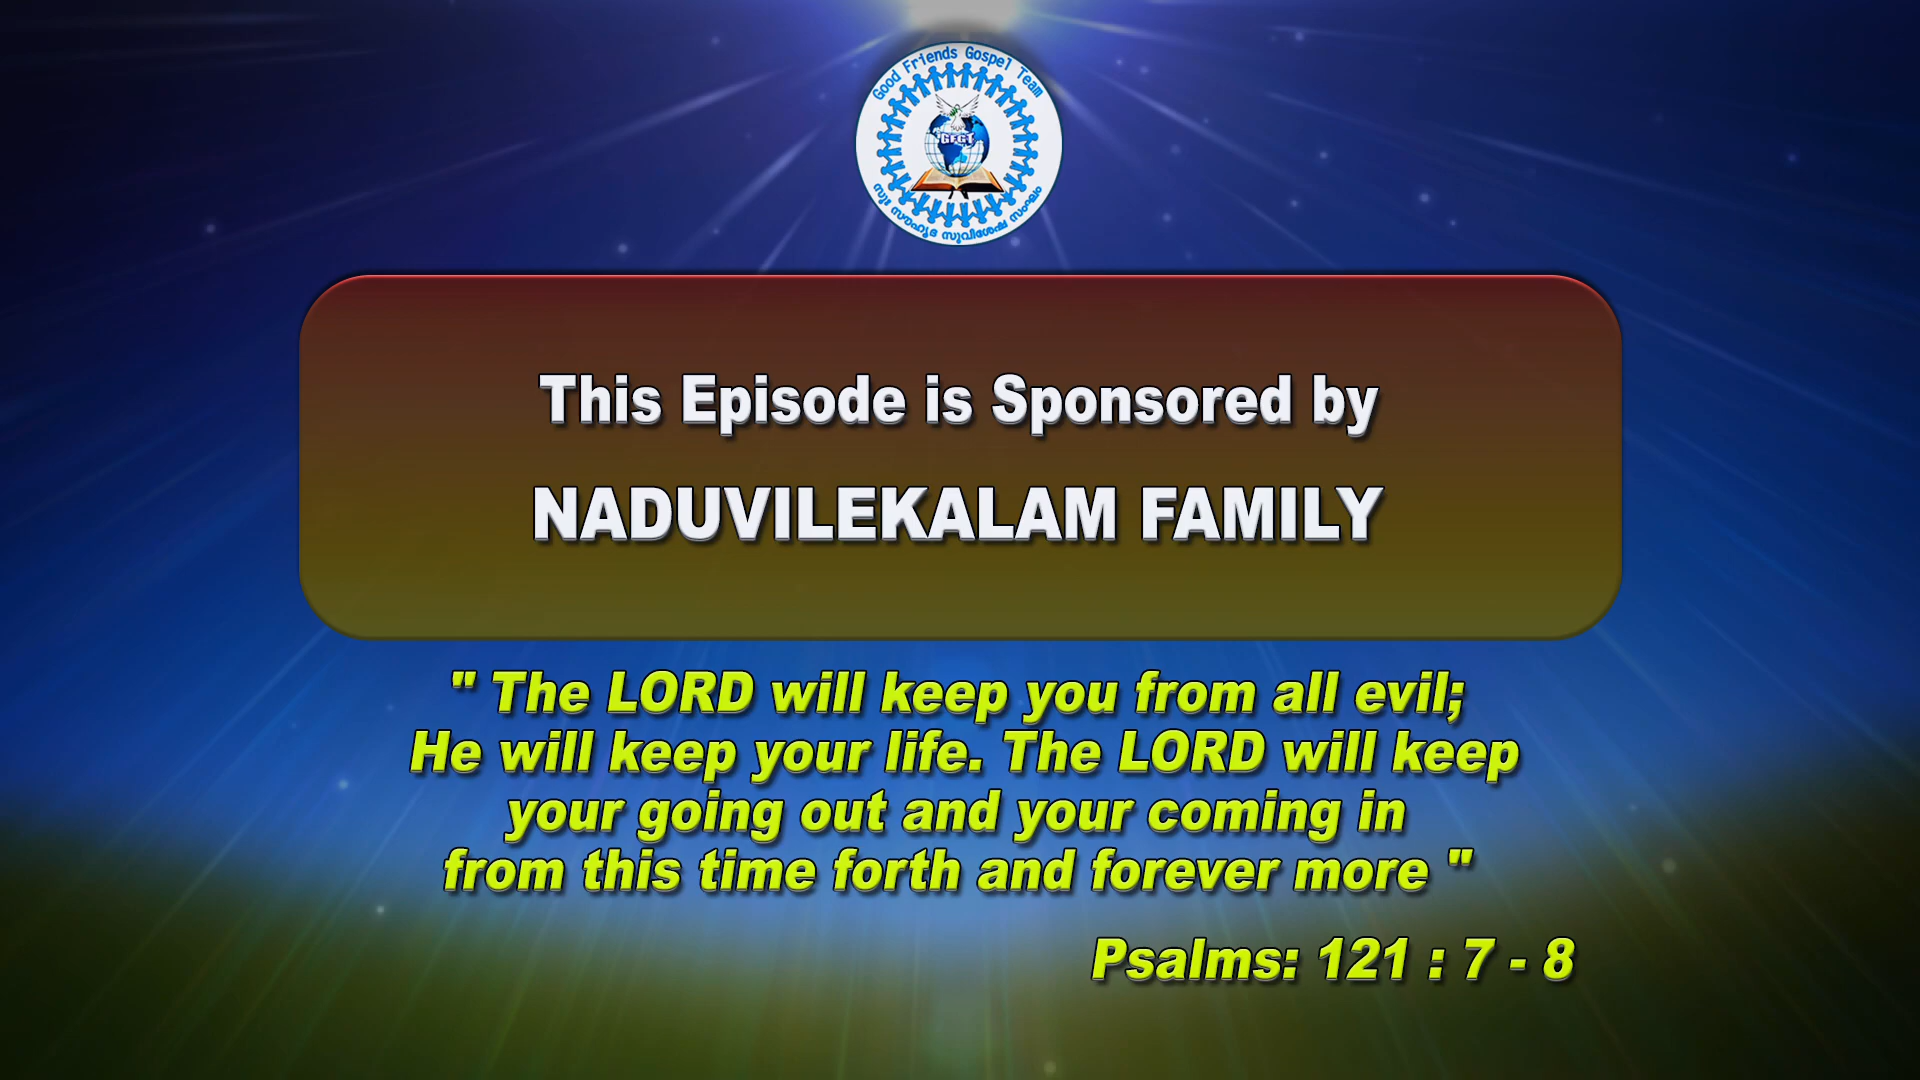 Good Friends Gospel Team
GFGT
സുവിശേഷ സംഘം
This Episode is Sponsored by
NADUVILEKALAM FAMILY
" The LORD will keep you from all evil;
He will keep your life. The LORD will keep
your going out and your coming in
from this time forth and forever more "
Psalms: 121 : 7 - 8